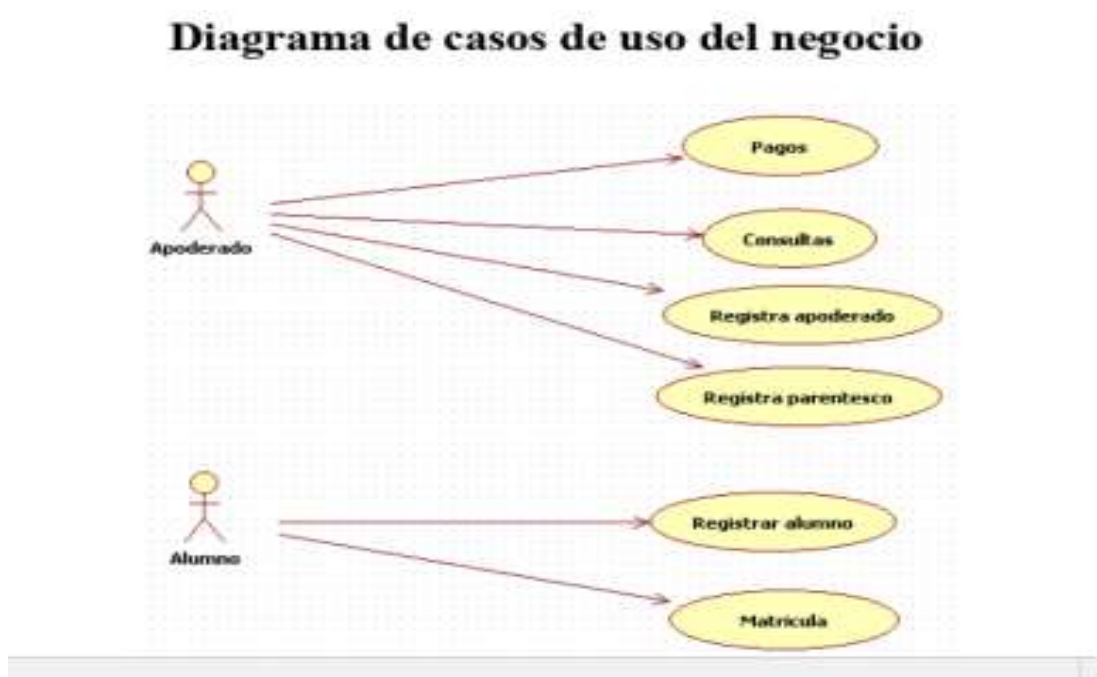 Diagrama de casos de uso del negocio
Pagos
Apoderado
Consultas
Registra apoderado
Registra parentesco
Registrar alumno
Alumno
Matricula